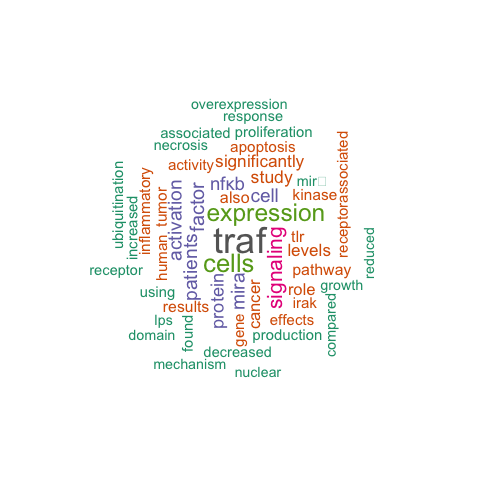 overexpression
response
associated proliferation
necrosis apoptosis
activity significantly
study
mir
nfκb
also cell kinase
expression
traf
cells
signaling
tlr
levels
pathway
role
irak
growth
effects
production
decreased
mechanism
nuclear
ubiquitination
increased
inflammatory
human tumor
activation
factor
patients
receptor
using
results
lps
domain
found
protein
mira
gene
cancer
compared
reduced
receptorassociated